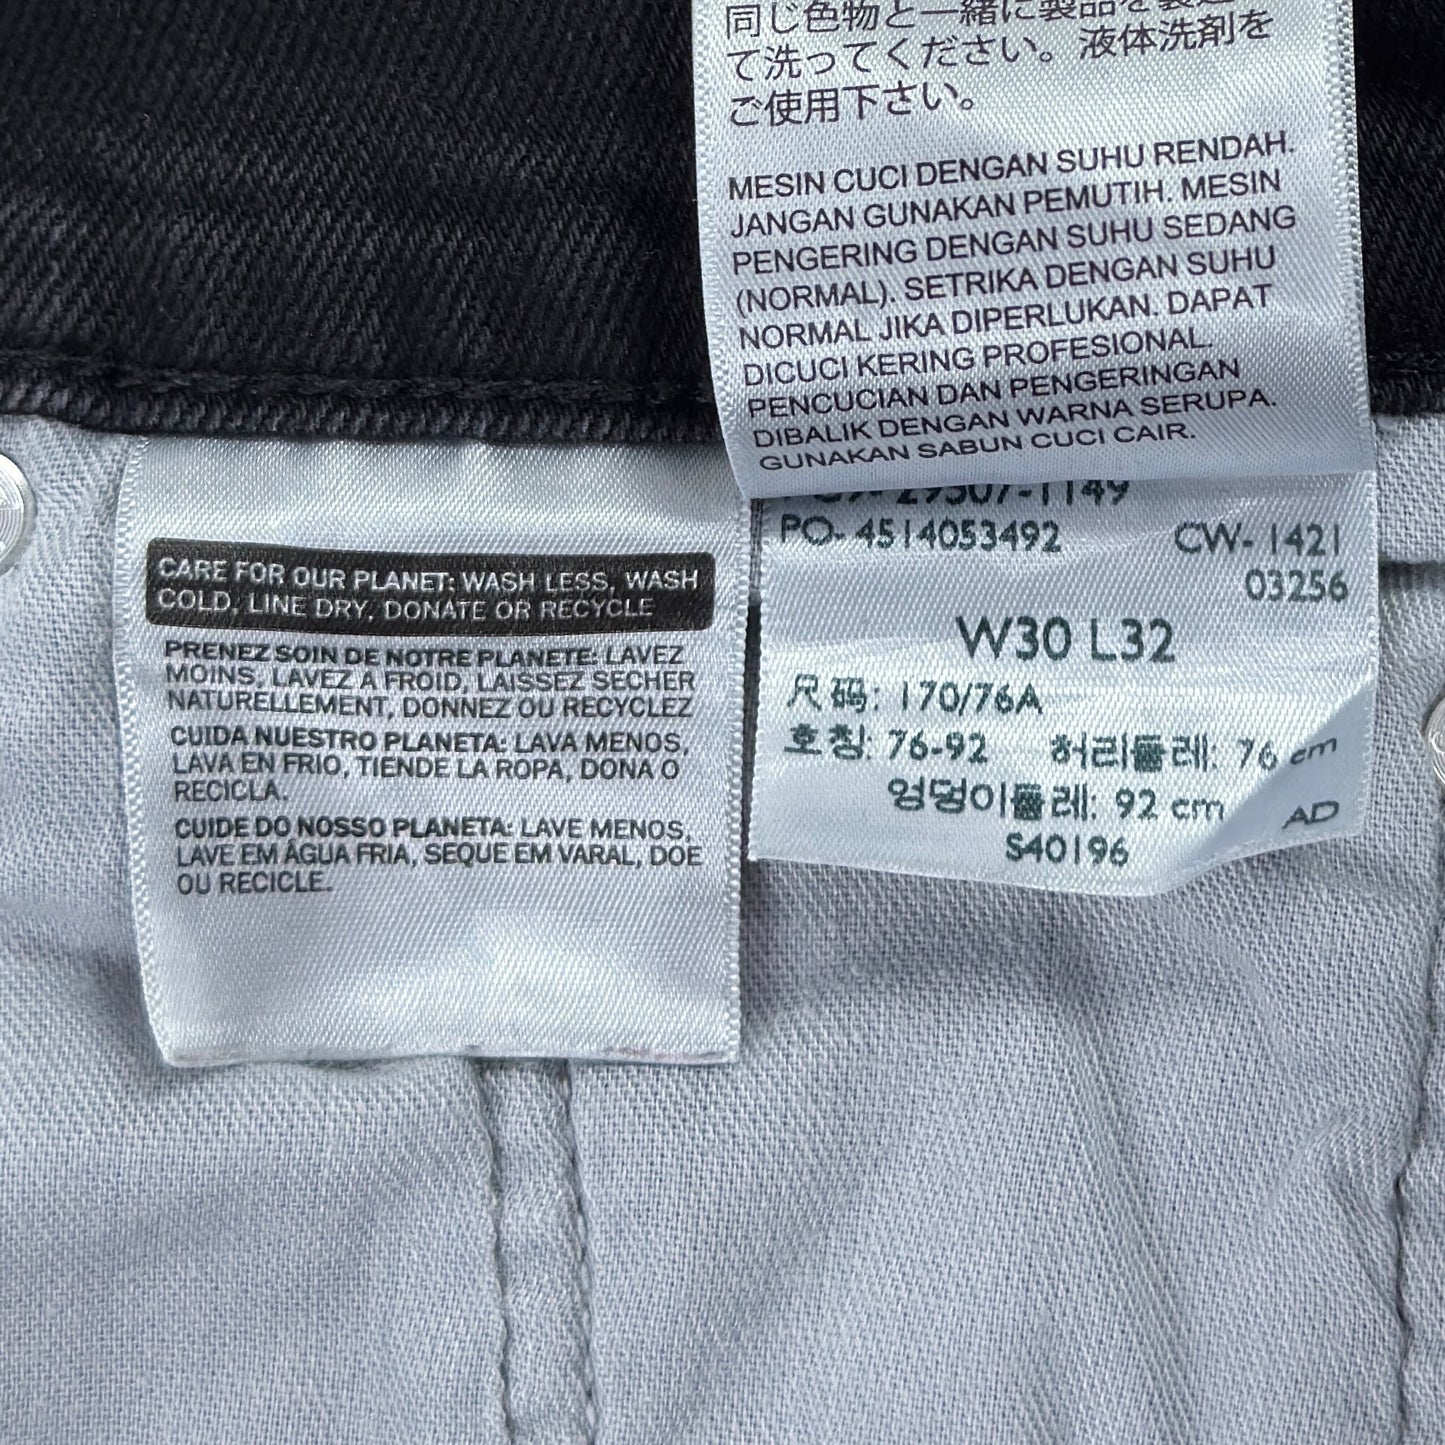 同じ色物と一緒に製品を裏返し
て洗ってください。液体洗剤を
ご使用下さい。
MESIN CUCI DENGAN SUHU RENDAH.
JANGAN GUNAKAN PEMUTIH. MESIN
PENGERING DENGAN SUHU SEDANG
(NORMAL). SETRIKA DENGAN SUHU
NORMAL JIKA DIPERLUKAN. DAPAT
DICUCI KERING PROFESIONAL.
PENCUCIAN DAN PENGERINGAN
DIBALIK DENGAN WARNA SERUPA.
GUNAKAN SABUN CUCI CAIR.
CARE FOR OUR PLANET: WASH LESS, WASH
COLD, LINE DRY, DONATE OR RECYCLE
PRENEZ SOIN DE NOTRE PLANETE: LAVEZ
MOINS, LAVEZ A FROID, LAISSEZ SECHER
NATURELLEMENT, DONNEZ OU RECYCLEZ
CUIDA NUESTRO PLANETA: LAVA MENOS,
LAVA EN FRIO, TIENDE LA ROPA, DONA O
RECICLA.
CUIDE DO NOSSO PLANETA: LAVE MENOS,
LAVE EM ÁGUA FRIA, SEQUE EM VARAL, DOE
OU RECICLE.
29507-1149
PO- 4514053492 CW- 1421
03256
W30 L32
尺码: 170/76A
호칭: 76-92 허리둘레: 76 cm
엉덩이둘레: 92 cm
AD
S40196